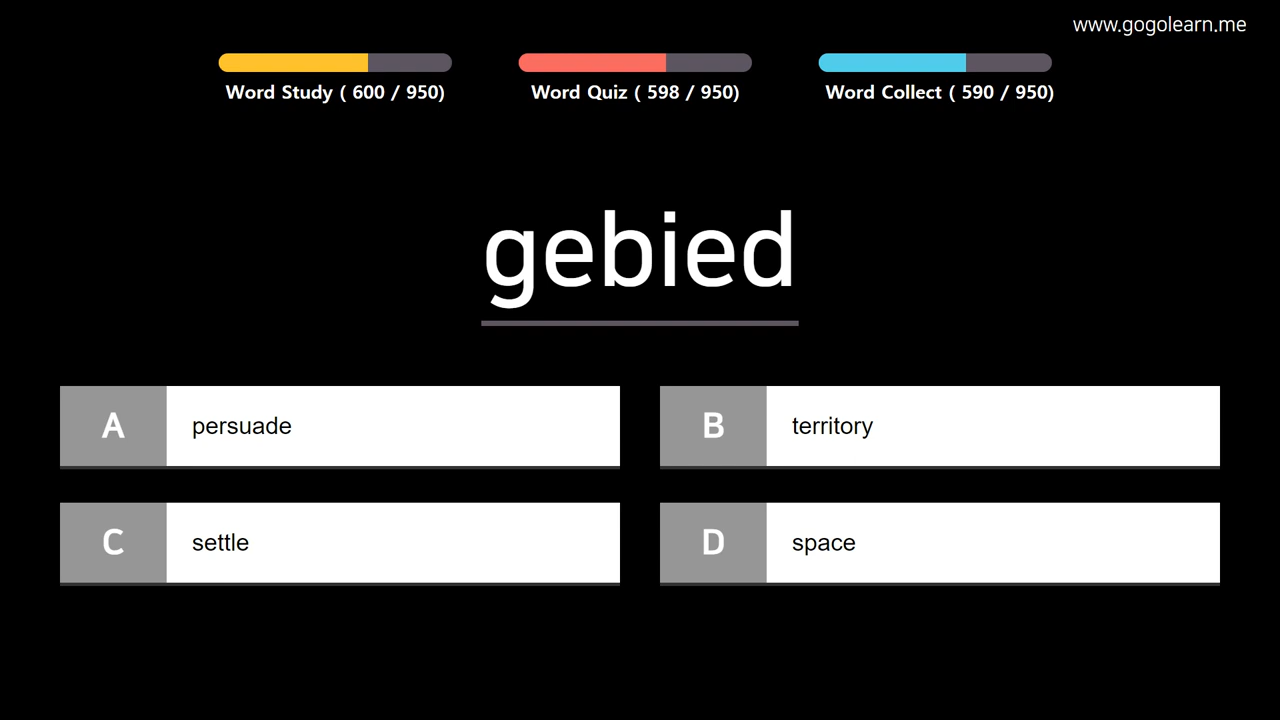 www.gogolearn.me
Word Study ( 600 / 950)
Word Quiz ( 598 / 950)
Word Collect ( 590 / 950)
gebied
A persuade
B territory
C settle
D space